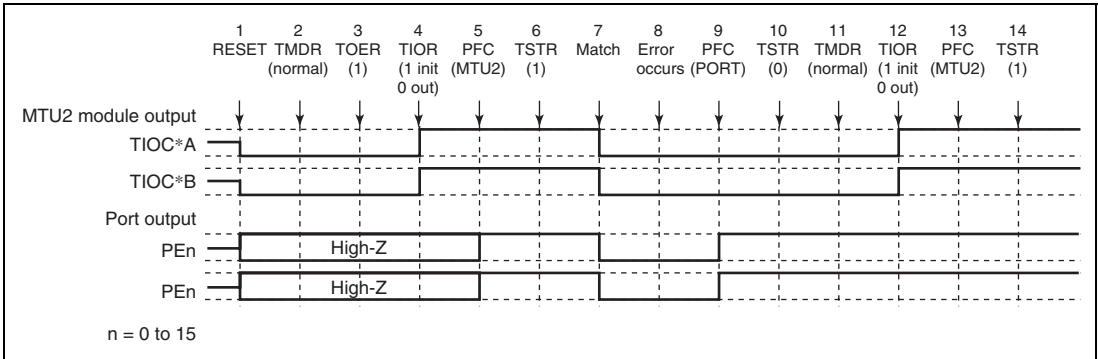 1 2 3 4 5 6 7 8 9 10 11 12 13 14
RESET TMDR TOER TIOR PFC TSTR Match Error PFC TSTR TMDR TIOR PFC TSTR
(normal) (1) (1 init (MTU2) (1) occurs (PORT) (0) (normal) (1 init (MTU2) (1)
0 out) 0 out)
MTU2 module output
TIOC*A
TIOC*B
Port output
PEn High-Z
PEn High-Z
n = 0 to 15